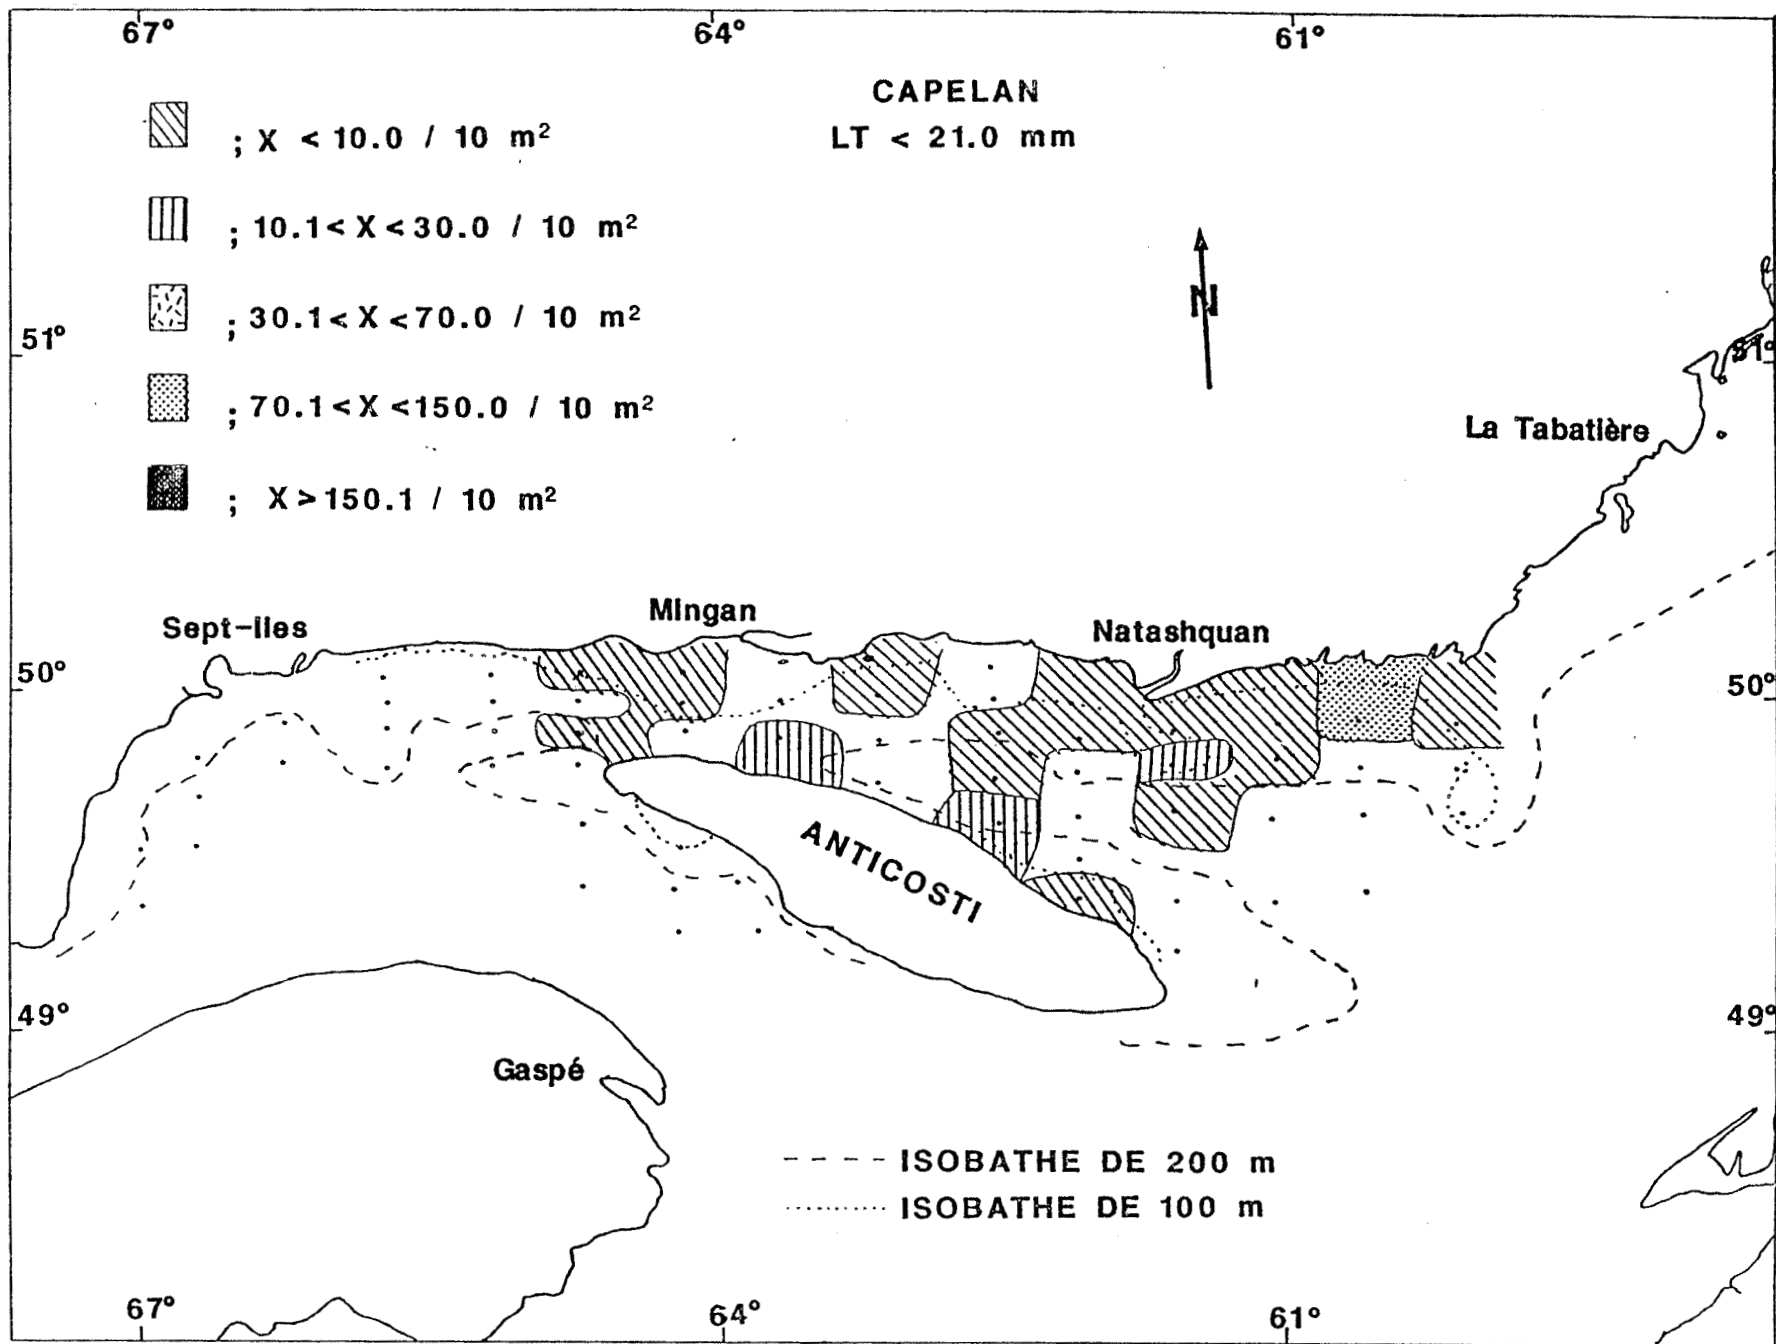 67° 64° 61°
CAPELAN
LT < 21.0 mm
; X < 10.0 / 10 m²
; 10.1 < X < 30.0 / 10 m²
; 30.1 < X < 70.0 / 10 m²
; 70.1 < X < 150.0 / 10 m²
; X > 150.1 / 10 m²
N
51° 51°
La Tabatière
Sept-Iles
Mingan
Natashquan
50° 50°
ANTICOSTI
49° 49°
Gaspé
ISOBATHE DE 200 m
ISOBATHE DE 100 m
67° 64° 61°